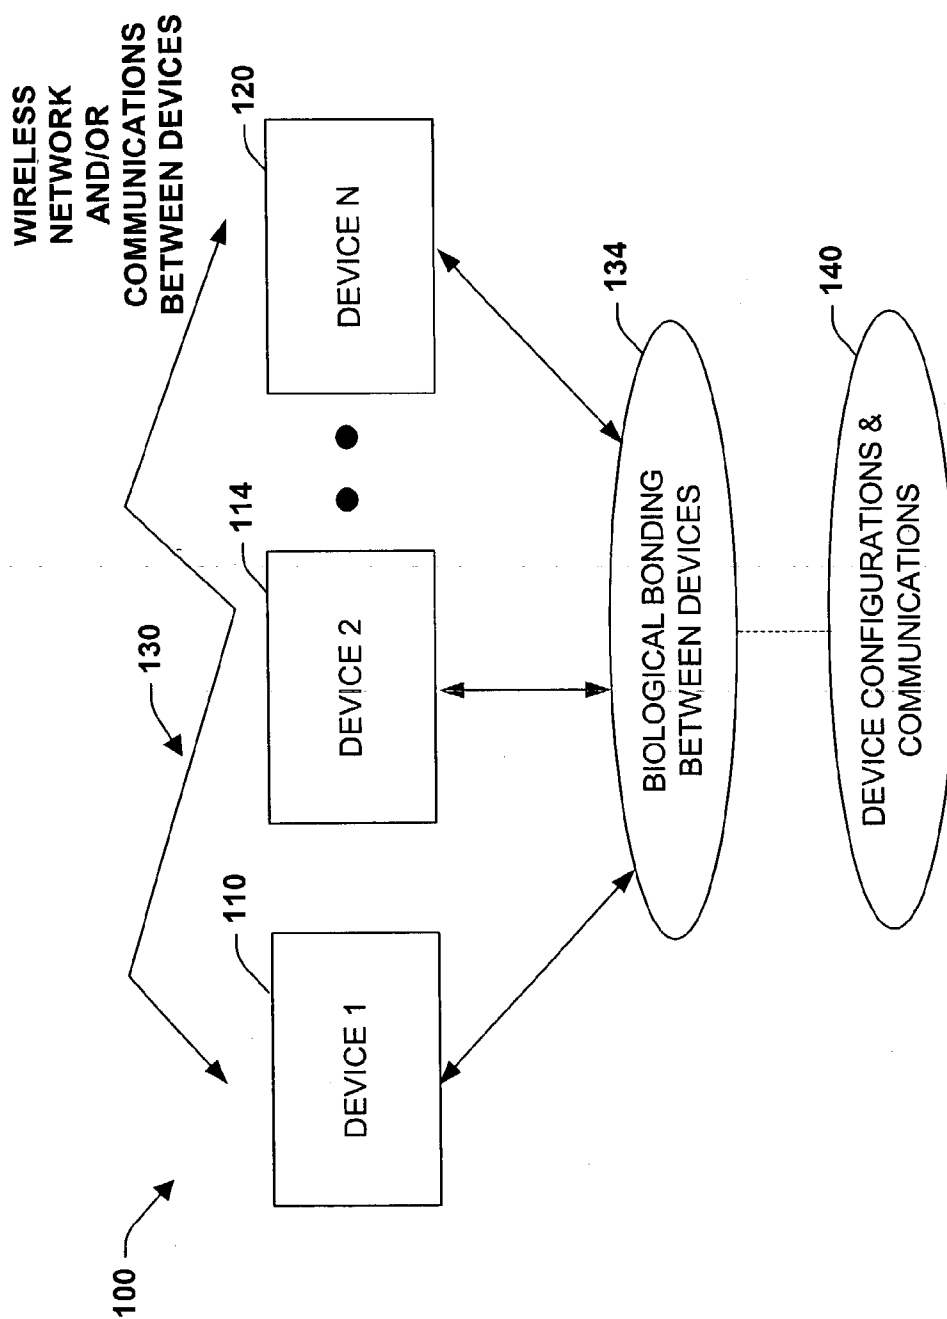 WIRELESS
NETWORK
AND/OR
COMMUNICATIONS
BETWEEN DEVICES
130
100
110
114
120
DEVICE 1
DEVICE 2
DEVICE N
134
BIOLOGICAL BONDING
BETWEEN DEVICES
140
DEVICE CONFIGURATIONS &
COMMUNICATIONS